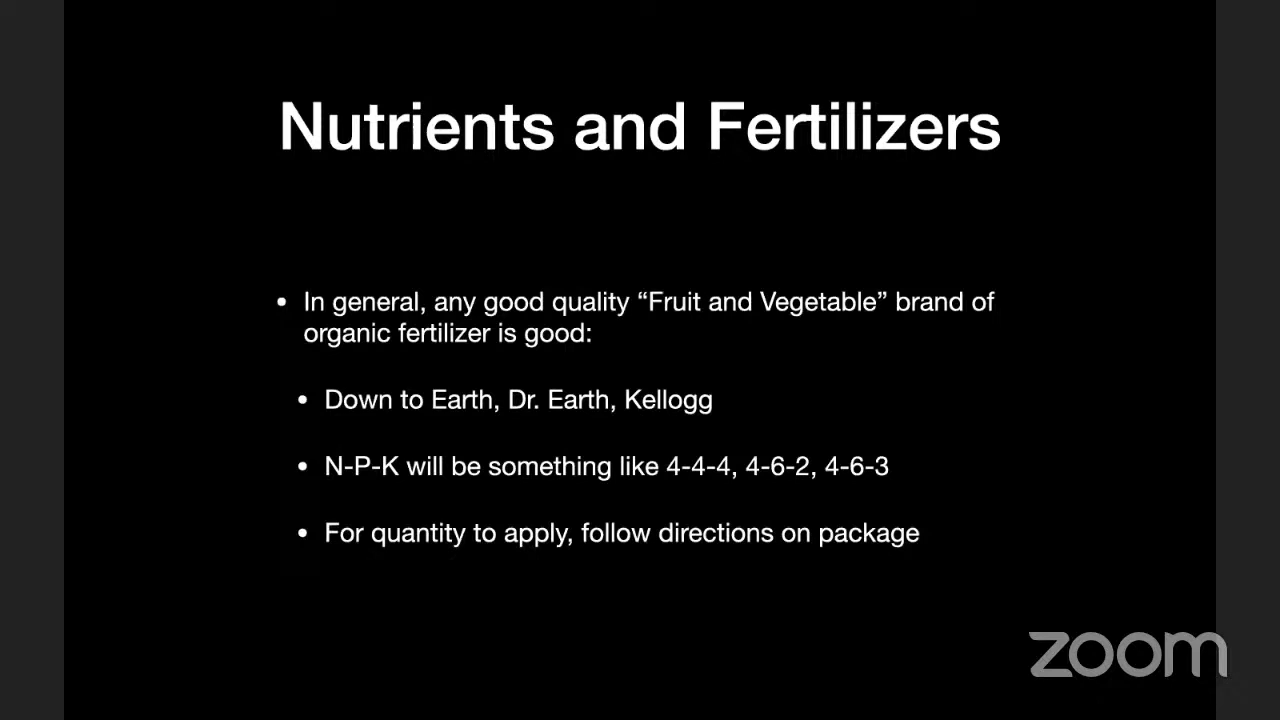 Nutrients and Fertilizers
• In general, any good quality “Fruit and Vegetable” brand of
organic fertilizer is good:
• Down to Earth, Dr. Earth, Kellogg
• N-P-K will be something like 4-4-4, 4-6-2, 4-6-3
• For quantity to apply, follow directions on package
zoom